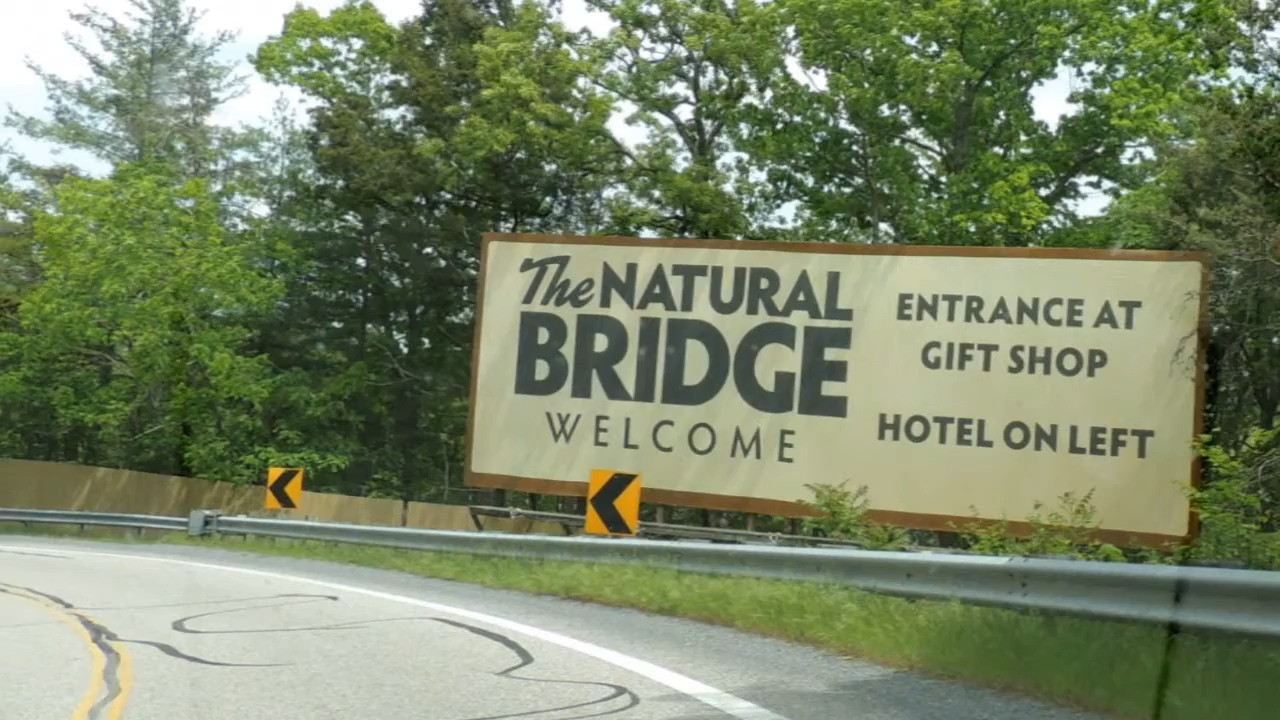 The NATURAL
BRIDGE
WELCOME
ENTRANCE AT
GIFT SHOP
HOTEL ON LEFT